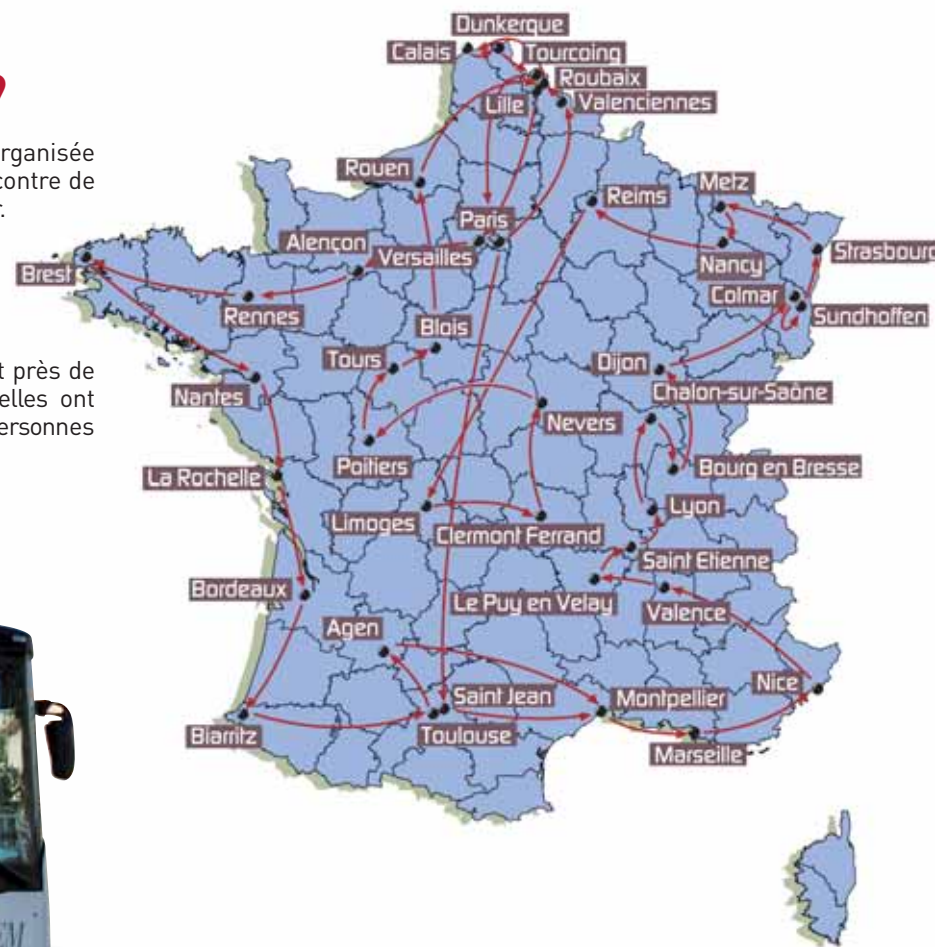 rganisée
contre de
r.
t près de
elles ont
ersonnes
Dunkerque
Calais
Tourcoing
Roubaix
Lille
Valenciennes
Rouen
Reims
Metz
Paris
Alençon
Versailles
Strasbourg
Nancy
Brest
Colmar
Rennes
Sundhoffen
Blois
Tours
Dijon
Nantes
Chalon-sur-Saône
Nevers
Poitiers
Bourg en Bresse
La Rochelle
Limoges
Lyon
Clermont Ferrand
Saint Etienne
Bordeaux
Le Puy en Velay
Valence
Agen
Nice
Saint Jean
Montpellier
Biarritz
Toulouse
Marseille
EM